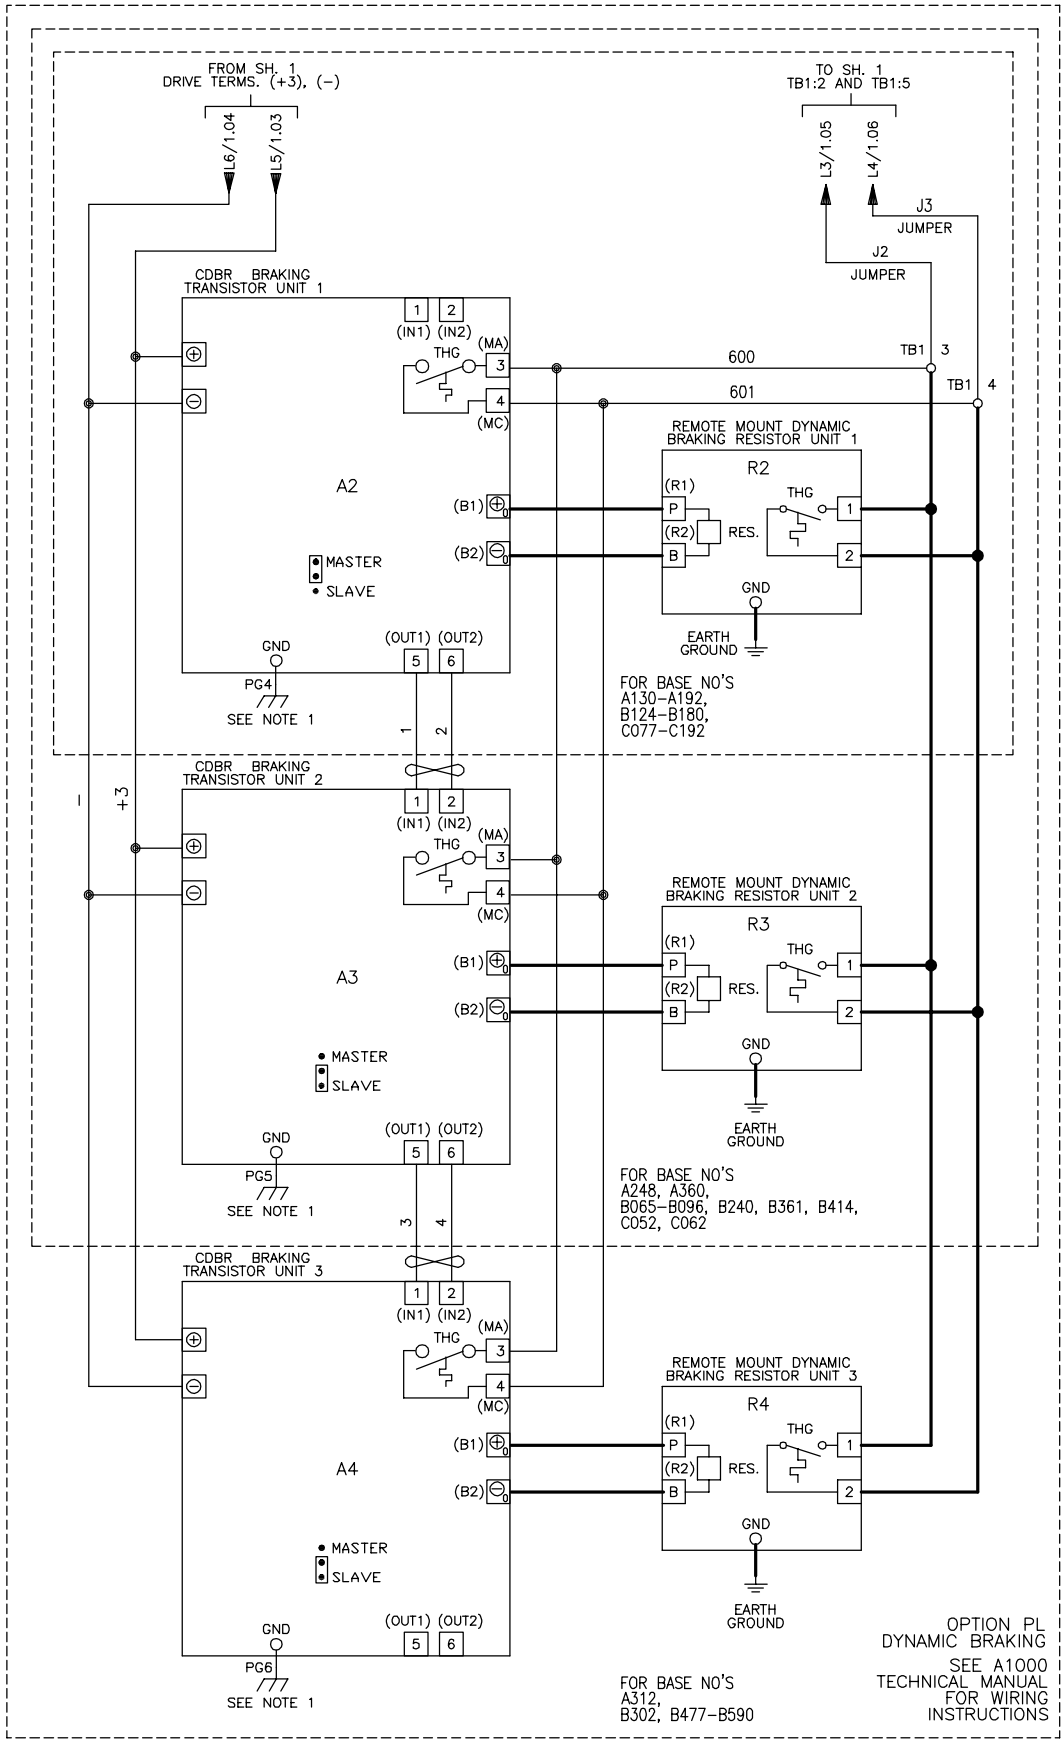 FROM SH. 1
DRIVE TERMS. (+3), (–)
L6/1.04
L5/1.03
TO SH. 1
TB1:2 AND TB1:5
L3/1.05
L4/1.06
J3
JUMPER
J2
JUMPER
CDBR BRAKING
TRANSISTOR UNIT 1
1 2
(IN1) (IN2)
THG (MA)
3
4
(MC)
600
601
TB1 3
TB1 4
A2
(B1) 0
(B2) 0
MASTER
SLAVE
GND
PG4
SEE NOTE 1
(OUT1) (OUT2)
5 6
1
2
REMOTE MOUNT DYNAMIC
BRAKING RESISTOR UNIT 1
R2
(R1)
P
(R2)
B
RES.
THG
1
2
GND
EARTH
GROUND
FOR BASE NO'S
A130–A192,
B124–B180,
C077–C192
–
+3
CDBR BRAKING
TRANSISTOR UNIT 2
1 2
(IN1) (IN2)
THG (MA)
3
4
(MC)
A3
(B1) 0
(B2) 0
MASTER
SLAVE
GND
PG5
SEE NOTE 1
(OUT1) (OUT2)
5 6
3
4
REMOTE MOUNT DYNAMIC
BRAKING RESISTOR UNIT 2
R3
(R1)
P
(R2)
B
RES.
THG
1
2
GND
EARTH
GROUND
FOR BASE NO'S
A248, A360,
B065–B096, B240, B361, B414,
C052, C062
CDBR BRAKING
TRANSISTOR UNIT 3
1 2
(IN1) (IN2)
THG (MA)
3
4
(MC)
A4
(B1) 0
(B2) 0
MASTER
SLAVE
GND
PG6
SEE NOTE 1
(OUT1) (OUT2)
5 6
REMOTE MOUNT DYNAMIC
BRAKING RESISTOR UNIT 3
R4
(R1)
P
(R2)
B
RES.
THG
1
2
GND
EARTH
GROUND
FOR BASE NO'S
A312,
B302, B477–B590
OPTION PL
DYNAMIC BRAKING
SEE A1000
TECHNICAL MANUAL
FOR WIRING
INSTRUCTIONS